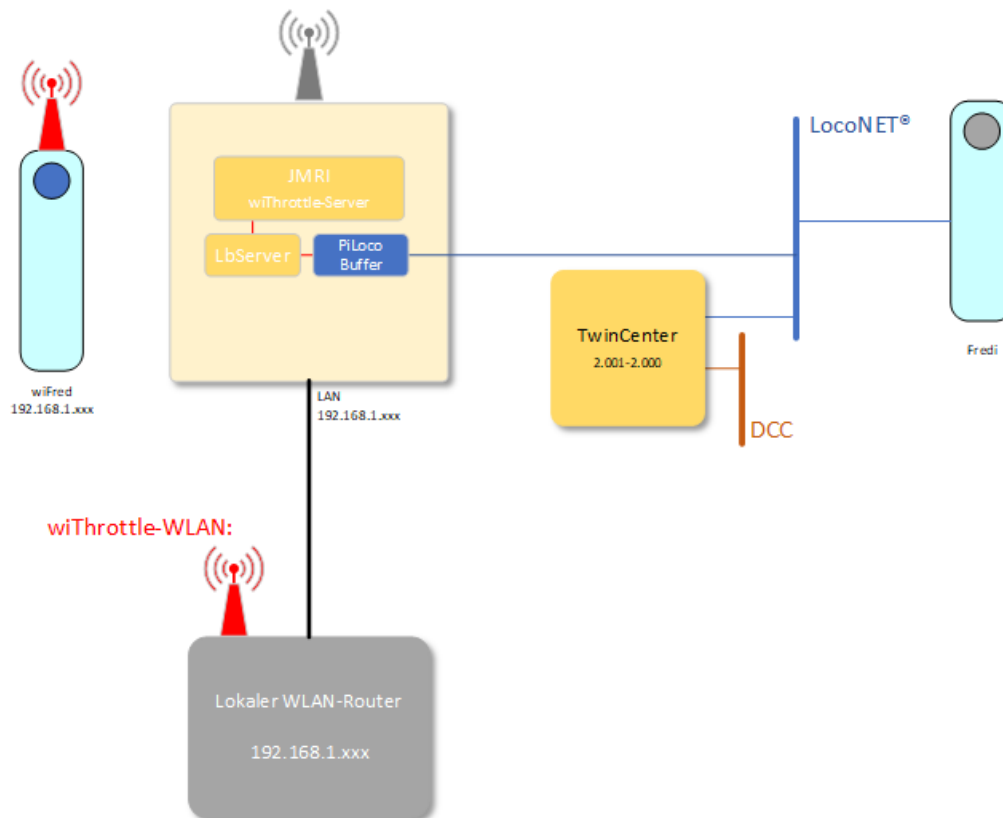 LocoNET®
JMRI
wiThrottle-Server
LbServer
PiLoco
Buffer
TwinCenter
2.001-2.000
Fredi
wiFred
192.168.1.xxx
LAN
192.168.1.xxx
DCC
wiThrottle-WLAN:
Lokaler WLAN-Router
192.168.1.xxx